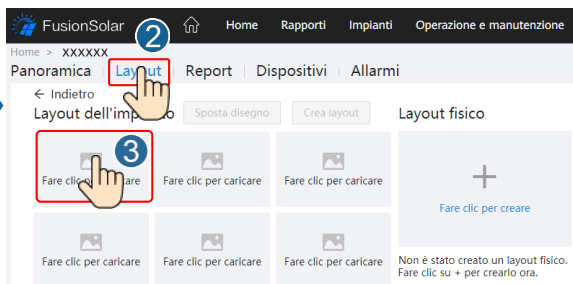 FusionSolar Home Rapporti Impianti Operazione e manutenzione
2
Home > XXXXXX
Panoramica Layout Report Dispositivi Allarmi
← Indietro
Layout dell'imp Sposta disegno Crea layout Layout fisico
3
Fare clic Fare clic per caricare Fare clic per caricare
+
Fare clic per creare
Fare clic per caricare Fare clic per caricare Fare clic per caricare
Non è stato creato un layout fisico.
Fare clic su + per crearlo ora.